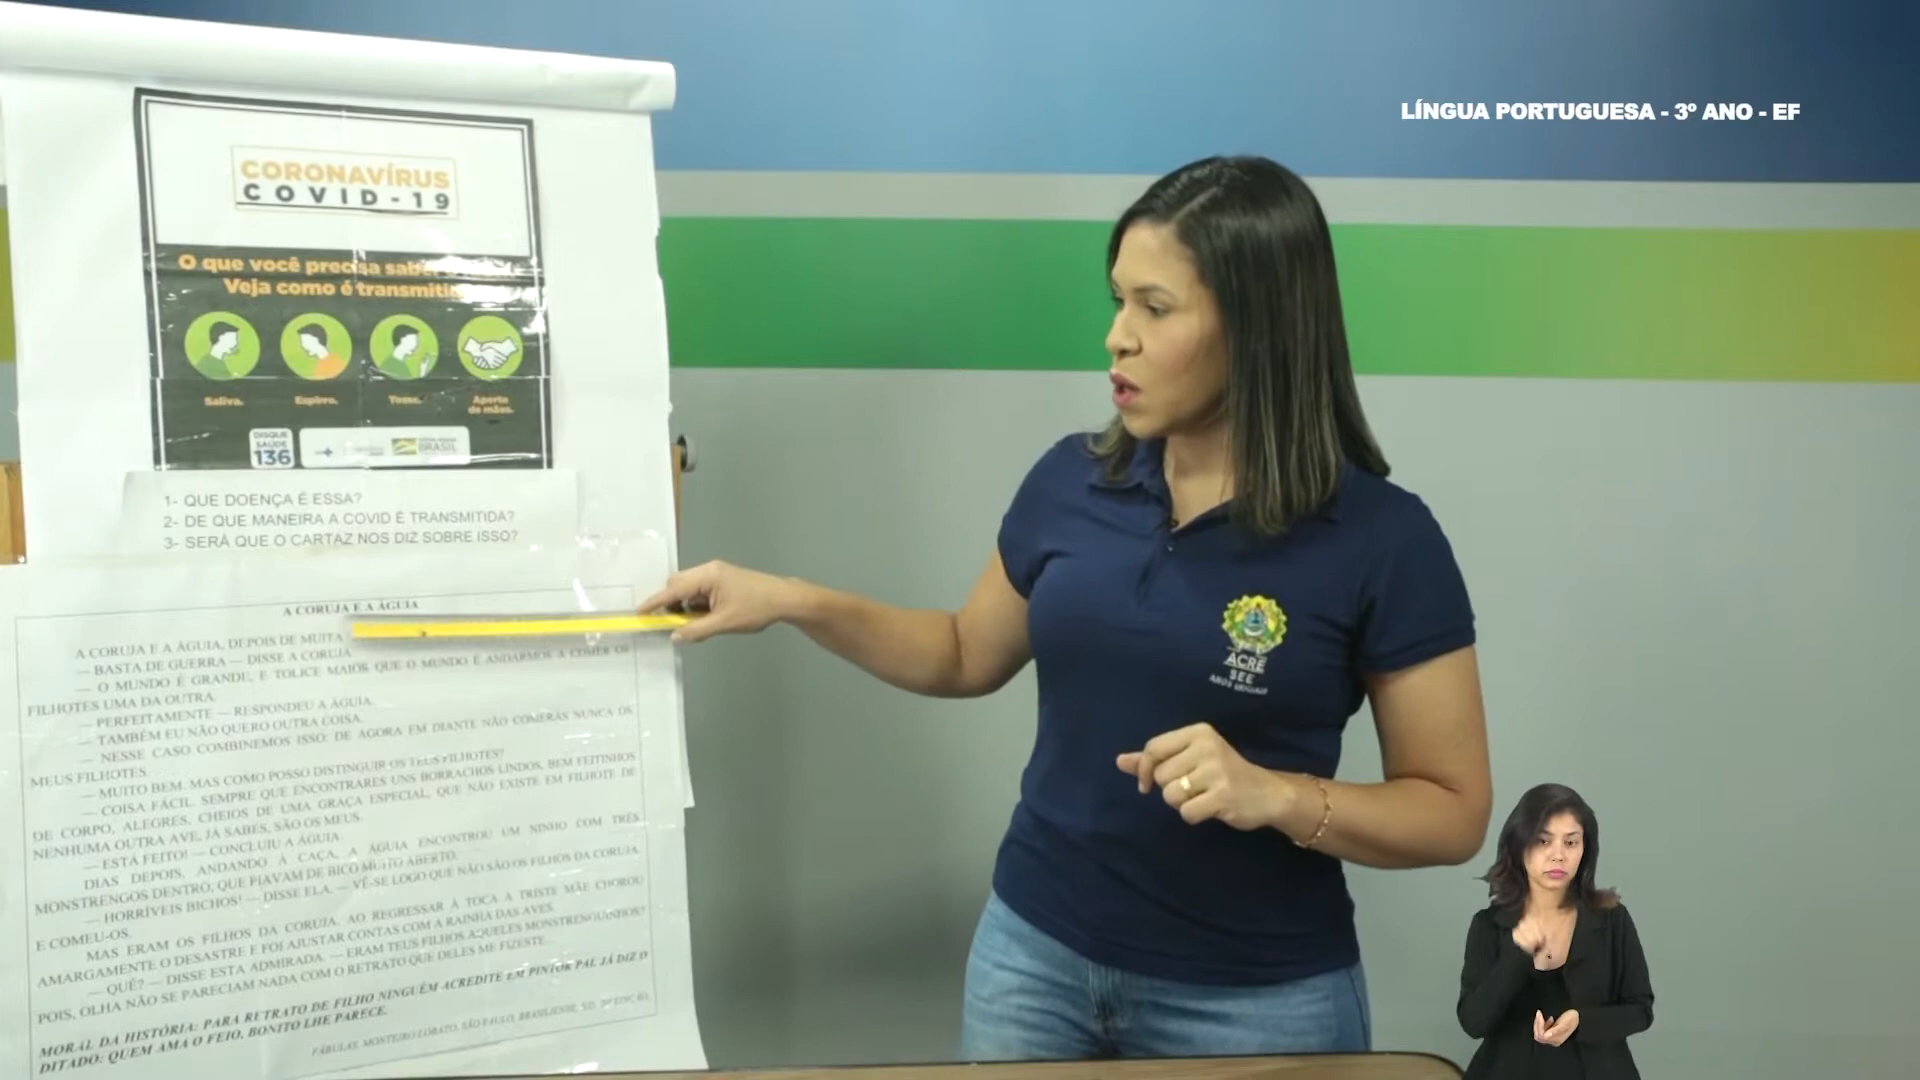 LÍNGUA PORTUGUESA - 3º ANO - EF
CORONAVÍRUS
COVID-19
O que você precisa
Veja como é
Saliva.
Espirro.
Tosse.
Aperto
de mãos.
DISQUE
SAÚDE
136
BRASIL
1- QUE DOENÇA É ESSA?
2- DE QUE MANEIRA A COVID É TRANSMITIDA?
3- SERÁ QUE O CARTAZ NOS DIZ SOBRE ISSO?
A CORUJA E A ÁGUIA
A CORUJA E A ÁGUIA, DEPOIS DE MUITA
— BASTA DE GUERRA — DISSE A CORUJA.
— O MUNDO É GRANDE, E TOLICE MAIOR QUE O MUNDO É ANDARMOS A COMER OS
FILHOTES UMA DA OUTRA.
— PERFEITAMENTE — RESPONDEU A ÁGUIA.
— TAMBÉM EU NÃO QUERO OUTRA COISA.
— NESSE CASO COMBINEMOS ISSO: DE AGORA EM DIANTE NÃO COMERÁS NUNCA OS
MEUS FILHOTES.
— MUITO BEM. MAS COMO POSSO DISTINGUIR OS TEUS FILHOTES?
— COISA FÁCIL. SEMPRE QUE ENCONTRARES UNS BORRACHOS LINDOS, BEM FEITINHOS
DE CORPO, ALEGRES, CHEIOS DE UMA GRAÇA ESPECIAL, QUE NÃO EXISTE EM FILHOTE DE
NENHUMA OUTRA AVE, JÁ SABES, SÃO OS MEUS.
— ESTÁ FEITO! — CONCLUIU A ÁGUIA.
DIAS DEPOIS, ANDANDO À CAÇA, A ÁGUIA ENCONTROU UM NINHO COM TRÊS
MONSTRENGOS DENTRO, QUE PIAVAM DE BICO MUITO ABERTO.
— HORRÍVEIS BICHOS! — DISSE ELA. — VÊ-SE LOGO QUE NÃO SÃO OS FILHOS DA CORUJA.
E COMEU-OS.
MAS ERAM OS FILHOS DA CORUJA. AO REGRESSAR À TOCA A TRISTE MÃE CHOROU
AMARGAMENTE O DESASTRE E FOI AJUSTAR CONTAS COM A RAINHA DAS AVES.
— QUÊ? — DISSE ESTA ADMIRADA. — ERAM TEUS FILHOS AQUELES MONSTRENGUINHOS?
POIS, OLHA NÃO SE PARECIAM NADA COM O RETRATO QUE DELES ME FIZESTE.
MORAL DA HISTÓRIA: PARA RETRATO DE FILHO NINGUÉM ACREDITE EM PINTOR PAI. JÁ DIZ O
DITADO: QUEM AMA O FEIO, BONITO LHE PARECE.
FÁBULAS. MONTEIRO LOBATO, SÃO PAULO, BRASILIENSE, S.D.
ACRE
SEE